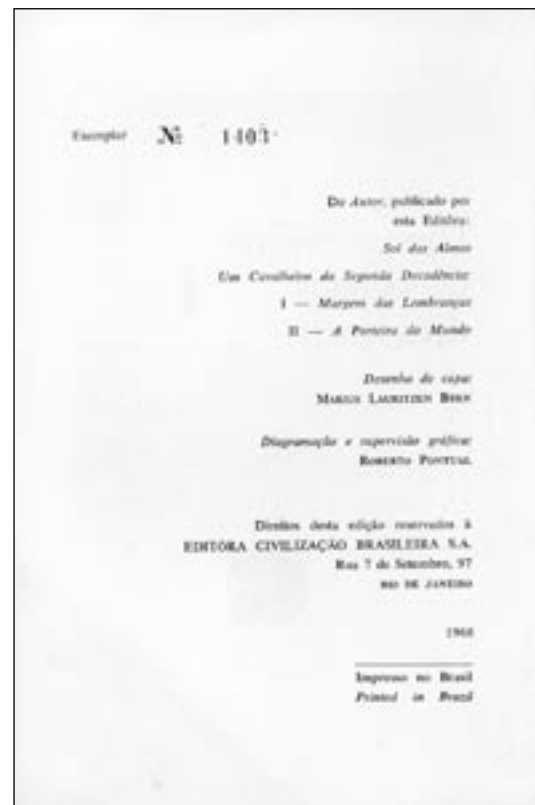 Exemplar Nº 1403
Do Autor, publicado por
esta Editôra:
Sol das Almas
Um Cavalheiro da Segunda Decadência:
I — Margem das Lembranças
II — A Porteira do Mundo
Desenho de capa:
MARIUS LAURITZEN BERN
Diagramação e supervisão gráfica:
ROBERTO PONTUAL
Direitos desta edição reservados à
EDITÔRA CIVILIZAÇÃO BRASILEIRA S.A.
Rua 7 de Setembro, 97
RIO DE JANEIRO
1968
Impresso no Brasil
Printed in Brazil